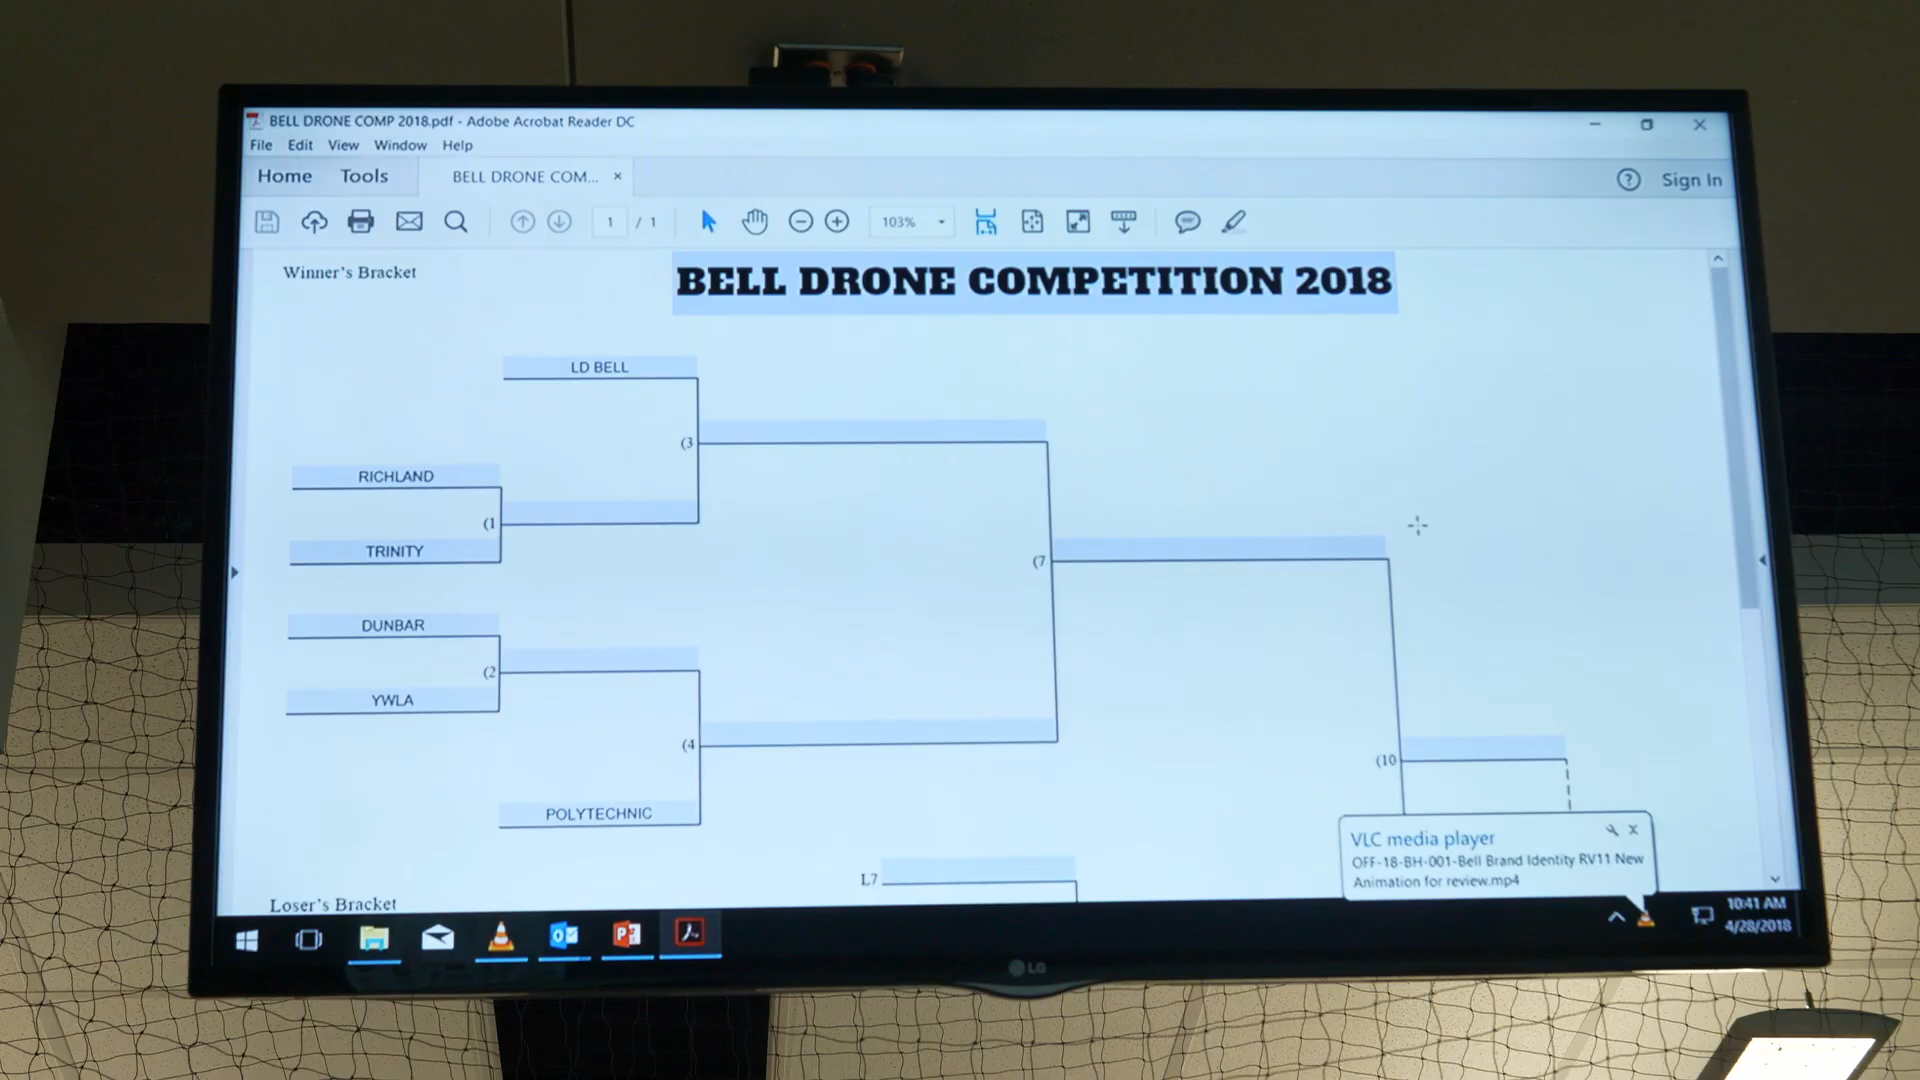 BELL DRONE COMP 2018.pdf - Adobe Acrobat Reader DC
File Edit View Window Help
Home Tools BELL DRONE COM... ×
? Sign In
1 / 1
103%
Winner's Bracket
BELL DRONE COMPETITION 2018
LD BELL
(3
RICHLAND
(1
TRINITY
(7
DUNBAR
(2
YWLA
(4
(10
POLYTECHNIC
VLC media player
OFF-18-BH-001-Bell Brand Identity RV11 New
Animation for review.mp4
L7
Loser's Bracket
10:41 AM
4/28/2018
LG